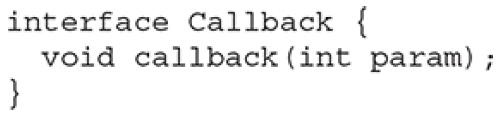 interface Callback {
  void callback(int param);
}